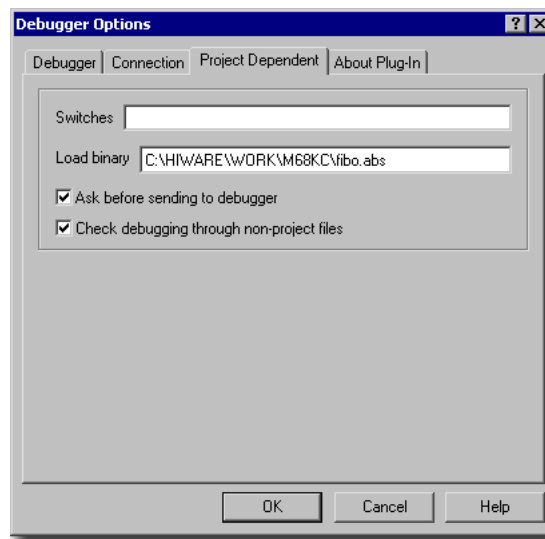 Debugger Options
Debugger Connection Project Dependent About Plug-In
Switches
Load binary C:\HIWARE\WORK\M68KC\fibo.abs
Ask before sending to debugger
Check debugging through non-project files
OK Cancel Help